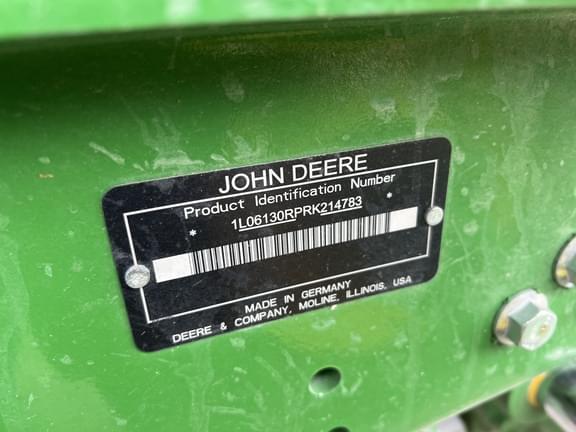 JOHN DEERE
Product Identification Number
* 1L06130RPRK214783 *
MADE IN GERMANY
DEERE & COMPANY, MOLINE, ILLINOIS, USA